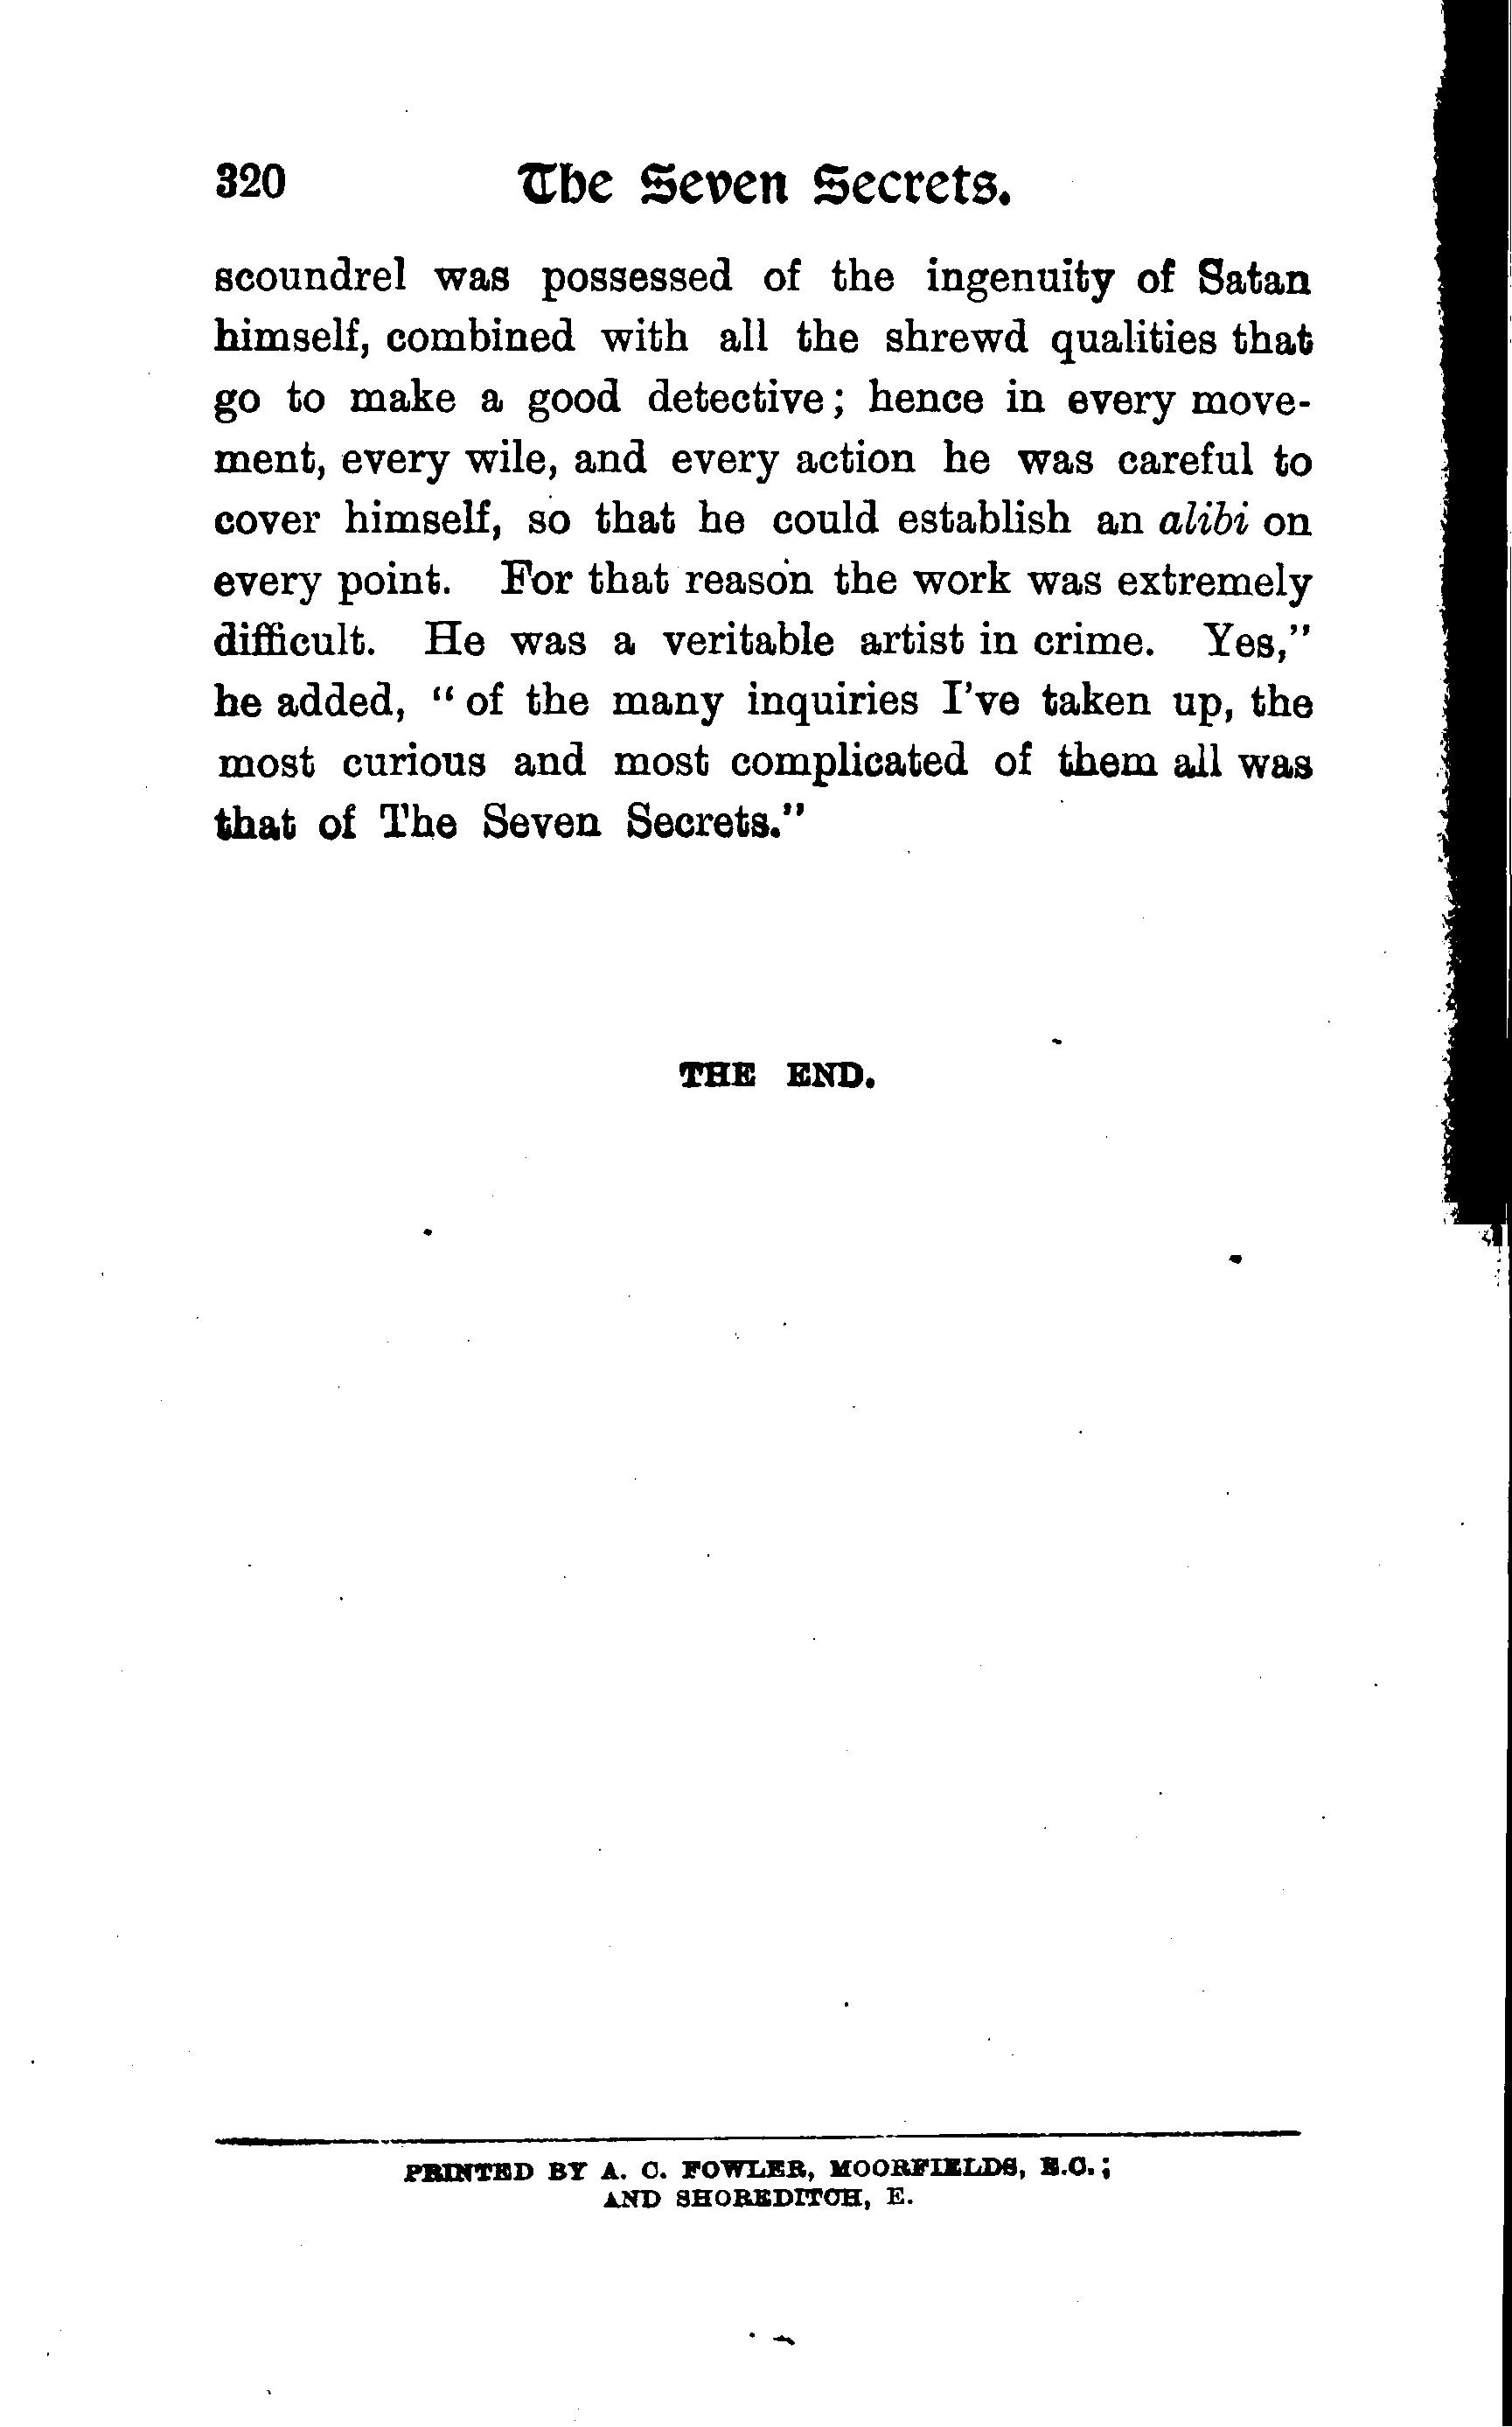 320 The Seven Secrets.
scoundrel was possessed of the ingenuity of Satan
himself, combined with all the shrewd qualities that
go to make a good detective; hence in every move-
ment, every wile, and every action he was careful to
cover himself, so that he could establish an alibi on
every point. For that reason the work was extremely
difficult. He was a veritable artist in crime. Yes,"
he added, "of the many inquiries I've taken up, the
most curious and most complicated of them all was
that of The Seven Secrets."
THE END.
PRINTED BY A. C. FOWLER, MOORFIELDS, E.C.;
AND SHOREDITCH, E.